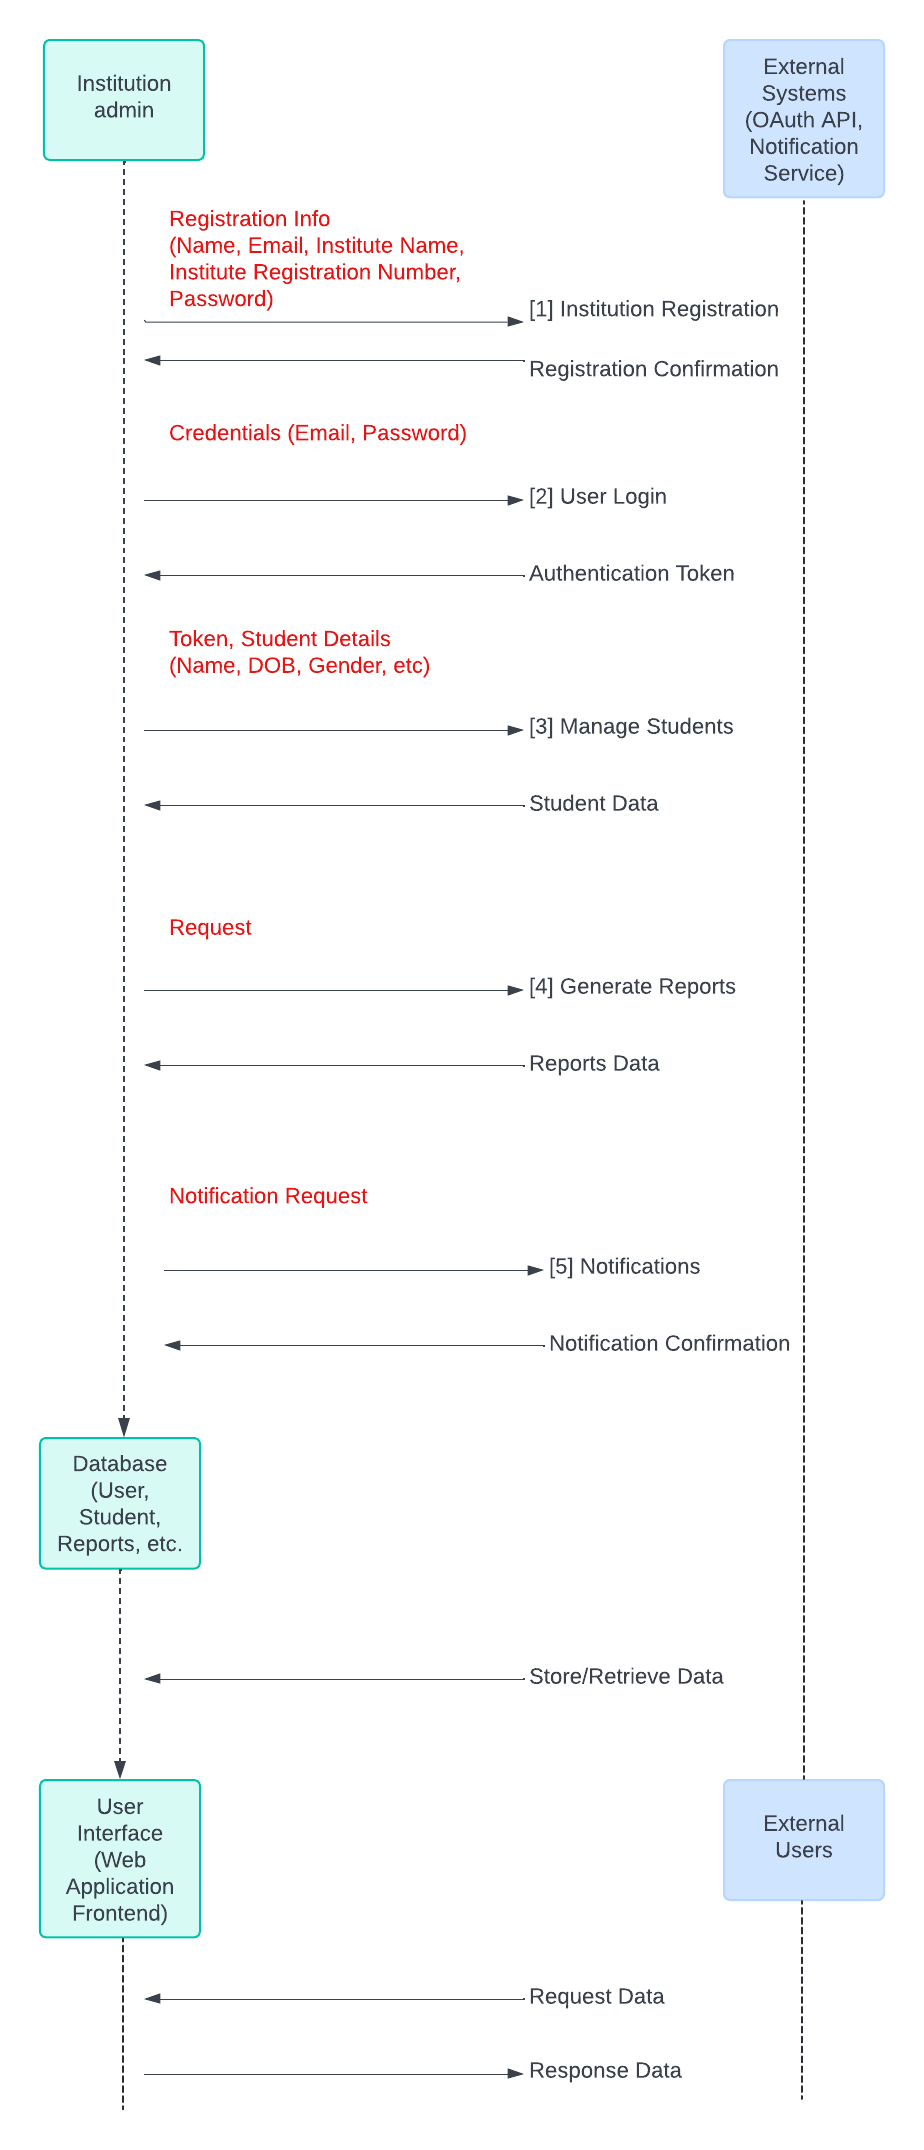 Institution
admin
External
Systems
(OAuth API,
Notification
Service)
Registration Info
(Name, Email, Institute Name,
Institute Registration Number,
Password)
[1] Institution Registration
Registration Confirmation
Credentials (Email, Password)
[2] User Login
Authentication Token
Token, Student Details
(Name, DOB, Gender, etc)
[3] Manage Students
Student Data
Request
[4] Generate Reports
Reports Data
Notification Request
[5] Notifications
Notification Confirmation
Database
(User,
Student,
Reports, etc.
Store/Retrieve Data
User
Interface
(Web
Application
Frontend)
External
Users
Request Data
Response Data